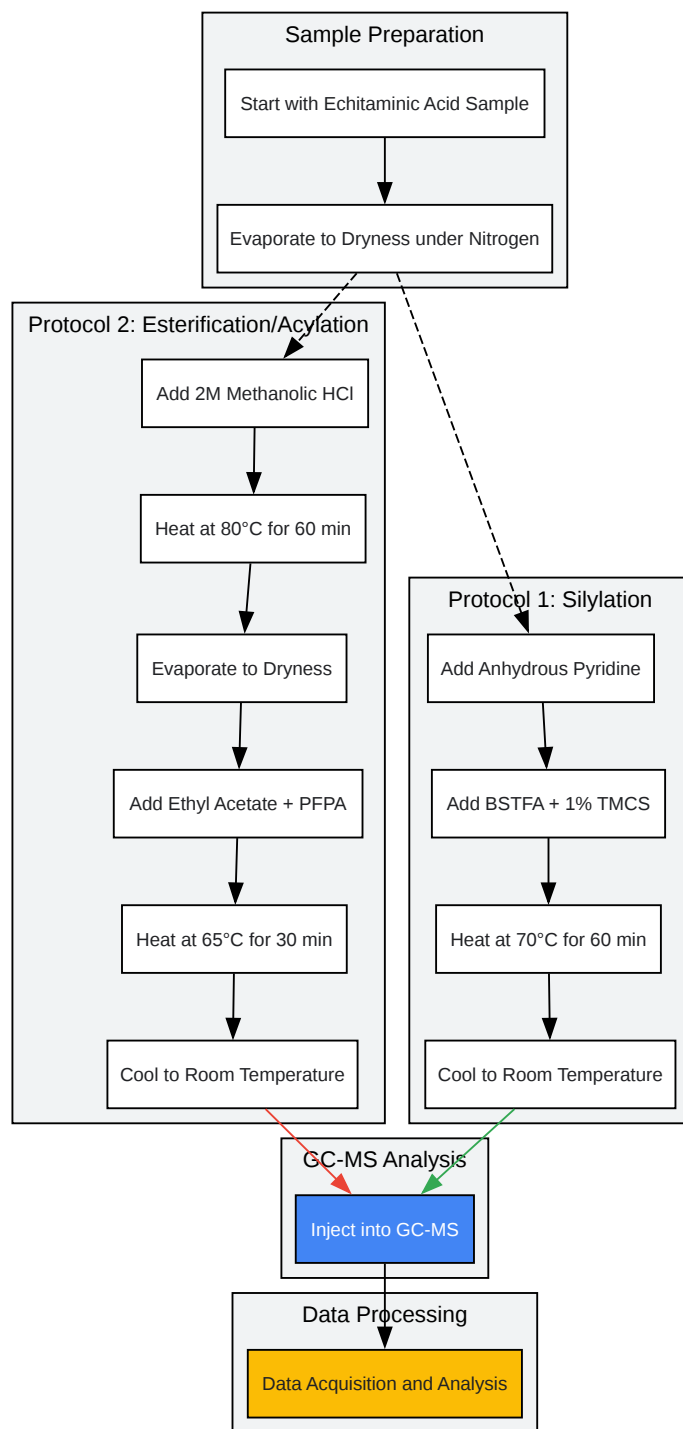 Sample Preparation
Start with Echitaminic Acid Sample
Evaporate to Dryness under Nitrogen
Protocol 2: Esterification/Acylation
Add 2M Methanolic HCl
Heat at 80°C for 60 min
Evaporate to Dryness
Add Ethyl Acetate + PFPA
Heat at 65°C for 30 min
Cool to Room Temperature
Protocol 1: Silylation
Add Anhydrous Pyridine
Add BSTFA + 1% TMCS
Heat at 70°C for 60 min
Cool to Room Temperature
GC-MS Analysis
Inject into GC-MS
Data Processing
Data Acquisition and Analysis